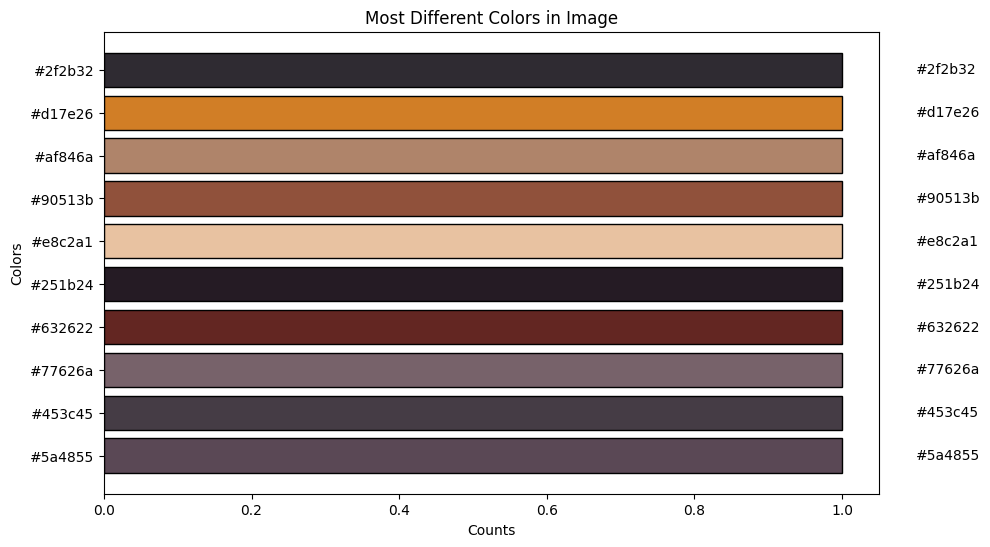 Most Different Colors in Image
#2f2b32 #2f2b32
#d17e26 #d17e26
#af846a #af846a
#90513b #90513b
#e8c2a1 #e8c2a1
Colors
#251b24 #251b24
#632622 #632622
#77626a #77626a
#453c45 #453c45
#5a4855 #5a4855
0.0 0.2 0.4 0.6 0.8 1.0
Counts